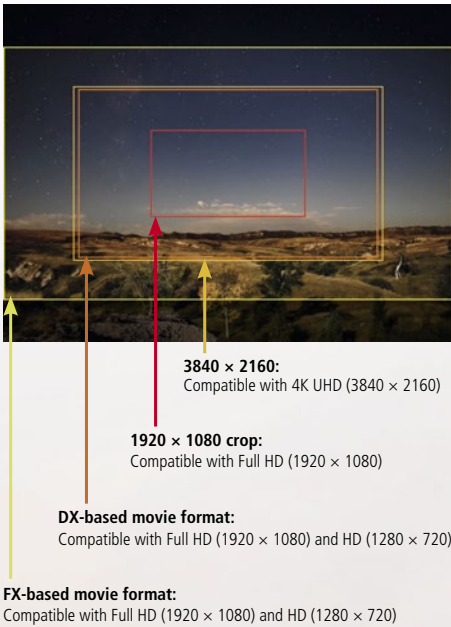 3840 × 2160:
Compatible with 4K UHD (3840 × 2160)
1920 × 1080 crop:
Compatible with Full HD (1920 × 1080)
DX-based movie format:
Compatible with Full HD (1920 × 1080) and HD (1280 × 720)
FX-based movie format:
Compatible with Full HD (1920 × 1080) and HD (1280 × 720)